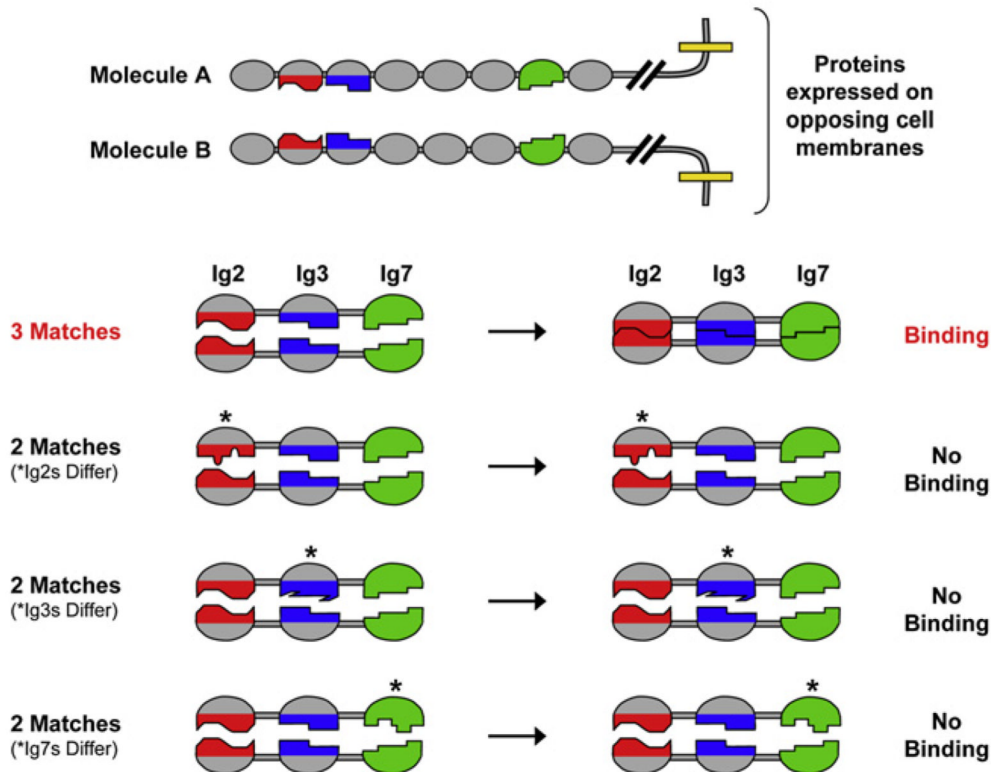 Molecule A
Molecule B
Proteins
expressed on
opposing cell
membranes
Ig2 Ig3 Ig7 Ig2 Ig3 Ig7
3 Matches Binding
* *
2 Matches
(*Ig2s Differ)
No
Binding
* *
2 Matches
(*Ig3s Differ)
No
Binding
* *
2 Matches
(*Ig7s Differ)
No
Binding